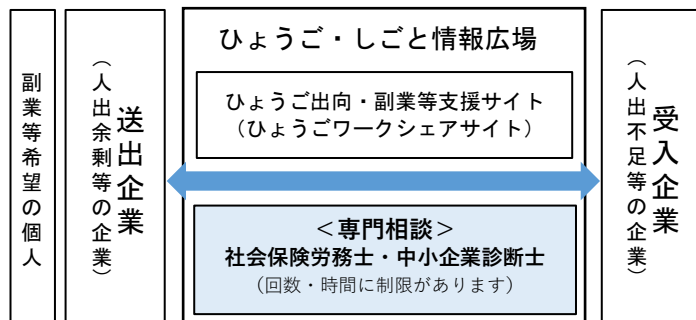 副業等希望の個人
送出企業
（人出余剰等の企業）
ひょうご・しごと情報広場
ひょうご出向・副業等支援サイト
（ひょうごワークシェアサイト）
＜専門相談＞
社会保険労務士・中小企業診断士
（回数・時間に制限があります）
受入企業
（人出不足等の企業）